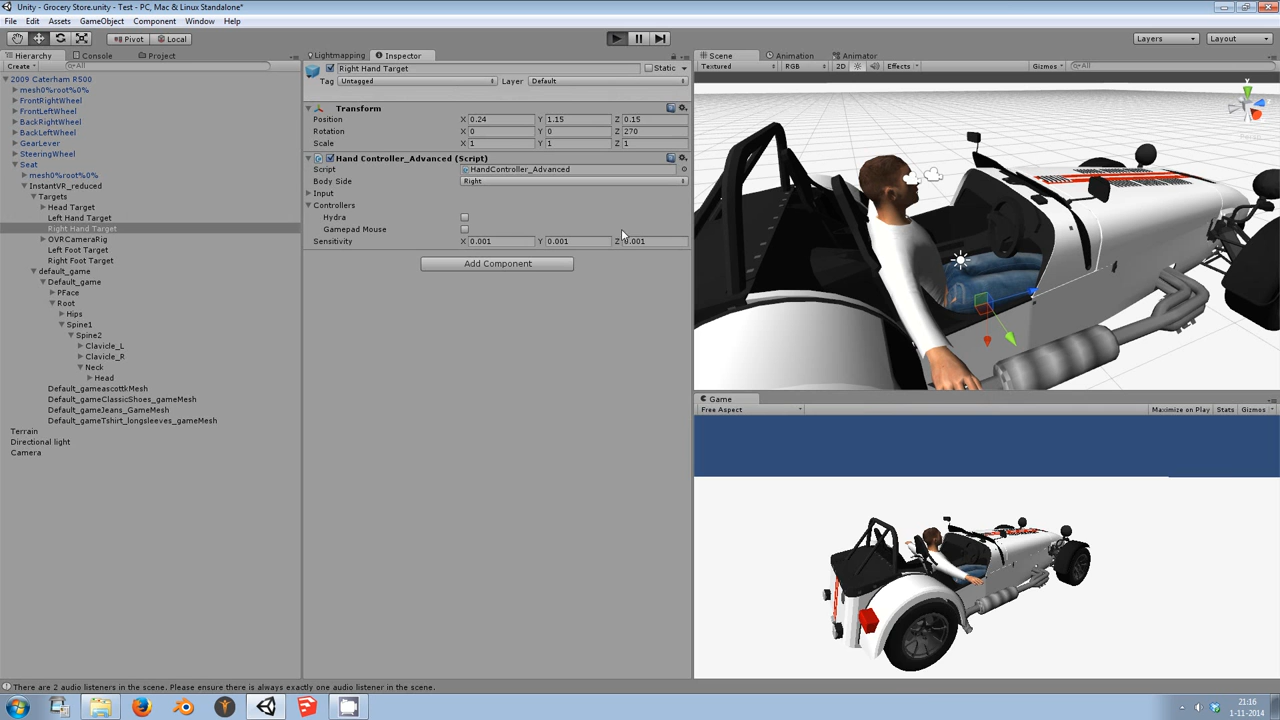 Unity - Grocery Store.unity - Test - PC, Mac & Linux Standalone*
File Edit Assets GameObject Component Window Help
Pivot Local Layers Layout
Hierarchy Console Project
Create All
2009 Caterham RS00
mesh0%root%0%
FrontRightWheel
FrontLeftWheel
BackRightWheel
BackLeftWheel
GearLever
SteeringWheel
Seat
mesh0%root%0%
InstantVR_reduced
Targets
Head Target
Left Hand Target
Right Hand Target
OVRCameraRig
Left Foot Target
Right Foot Target
default_game
Default_game
PFace
Root
Hips
Spine1
Spine2
Clavicle_L
Clavicle_R
Neck
Head
Default_gameascottkMesh
Default_gameClassicShoes_gameMesh
Default_gameJeans_GameMesh
Default_gameTshirt_longsleeves_gameMesh
Terrain
Directional light
Camera
Lightmapping Inspector
Right Hand Target Static
Tag Untagged Layer Default
Transform
Position X 0.24 Y 1.15 Z 0.15
Rotation X 0 Y 0 Z 270
Scale X 1 Y 1 Z 1
Hand Controller_Advanced (Script)
Script HandController_Advanced
Body Side Right
Input
Controllers
Hydra
Gamepad Mouse
Sensitivity X 0.001 Y 0.001 Z 0.001
Add Component
Scene Animation Animator
Textured RGB 2D Effects Gizmos All
Y
Persp
Game
Free Aspect Maximize on Play Stats Gizmos
There are 2 audio listeners in the scene. Please ensure there is always exactly one audio listener in the scene.
21:16
1-11-2014